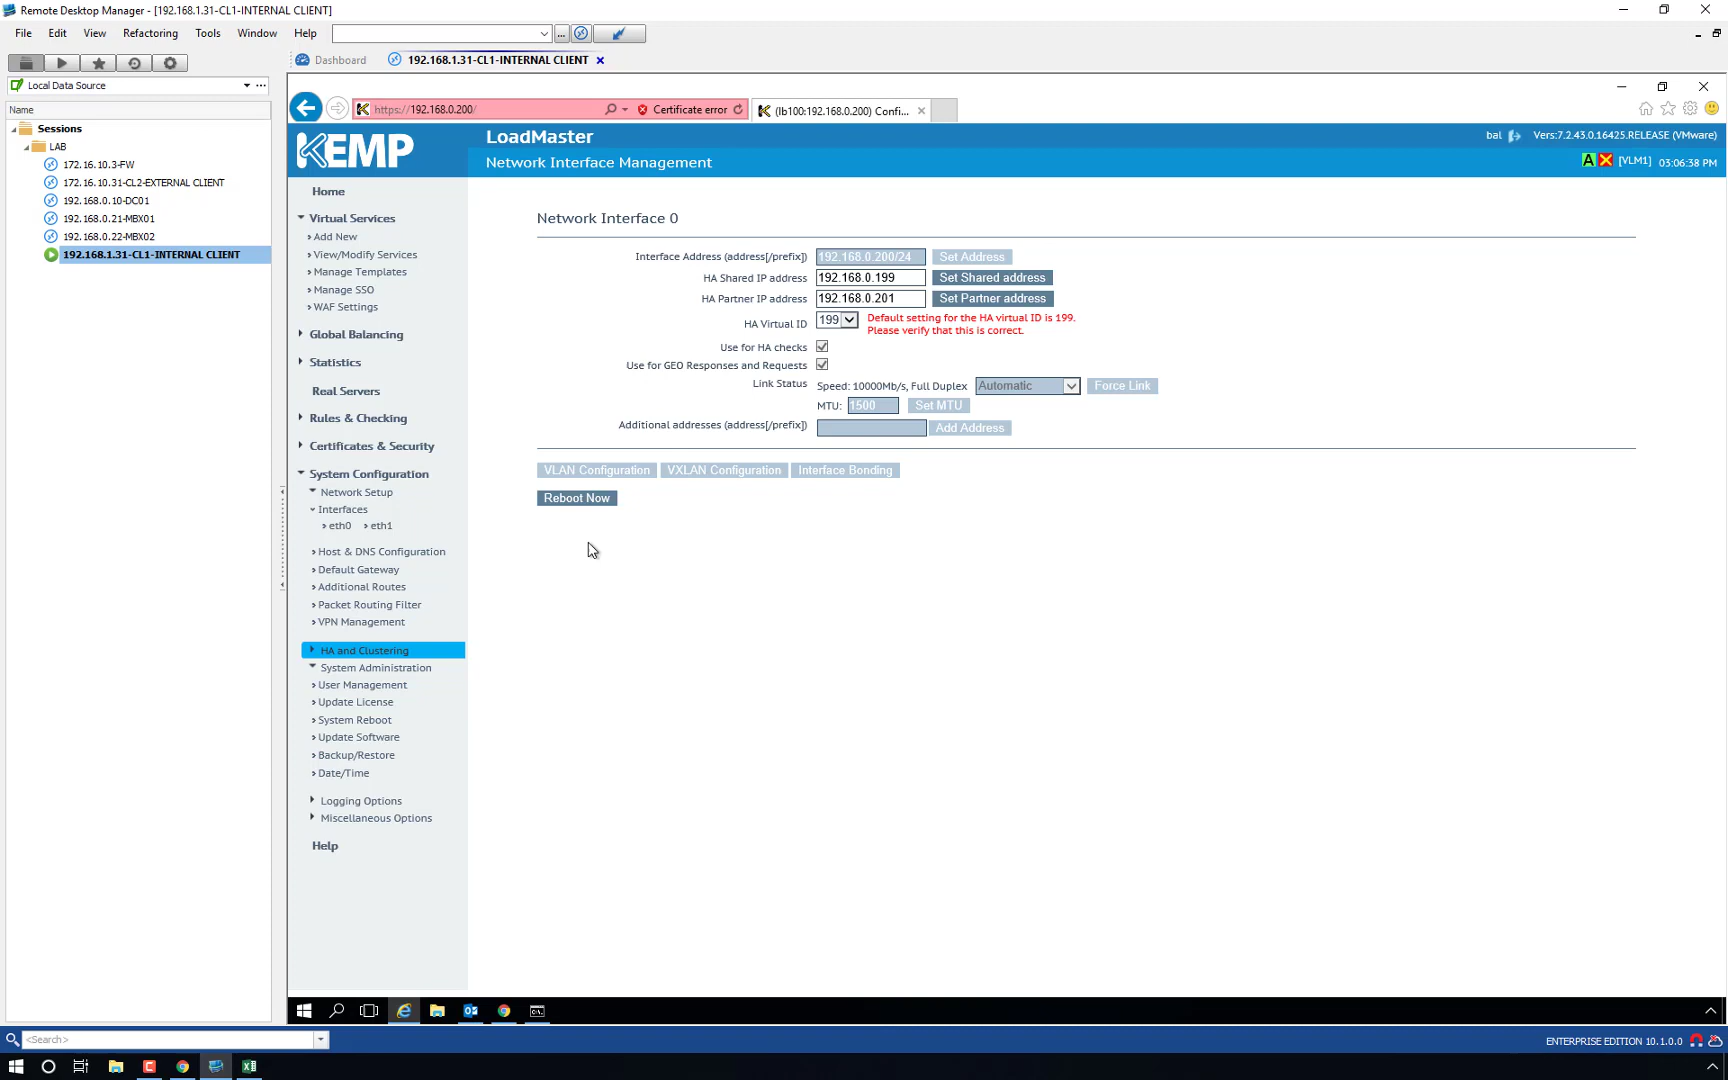 Remote Desktop Manager - [192.168.1.31-CL1-INTERNAL CLIENT]
File Edit View Refactoring Tools Window Help
Dashboard 192.168.1.31-CL1-INTERNAL CLIENT
Local Data Source
Name
Sessions
LAB
172.16.10.3-FW
172.16.10.31-CL2-EXTERNAL CLIENT
192.168.0.10-DC01
192.168.0.21-MBX01
192.168.0.22-MBX02
192.168.1.31-CL1-INTERNAL CLIENT
https://192.168.0.200/ Certificate error (lb100:192.168.0.200) Confi...
KEMP
LoadMaster
Network Interface Management
bal Vers:7.2.43.0.16425.RELEASE (VMware)
A [VLM1] 03:06:38 PM
Home
Virtual Services
Add New
View/Modify Services
Manage Templates
Manage SSO
WAF Settings
Global Balancing
Statistics
Real Servers
Rules & Checking
Certificates & Security
System Configuration
Network Setup
Interfaces
eth0 eth1
Host & DNS Configuration
Default Gateway
Additional Routes
Packet Routing Filter
VPN Management
HA and Clustering
System Administration
User Management
Update License
System Reboot
Update Software
Backup/Restore
Date/Time
Logging Options
Miscellaneous Options
Help
Network Interface 0
Interface Address (address[/prefix]) 192.168.0.200/24 Set Address
HA Shared IP address 192.168.0.199 Set Shared address
HA Partner IP address 192.168.0.201 Set Partner address
HA Virtual ID 199 Default setting for the HA virtual ID is 199.
Please verify that this is correct.
Use for HA checks
Use for GEO Responses and Requests
Link Status Speed: 10000Mb/s, Full Duplex Automatic Force Link
MTU: 1500 Set MTU
Additional addresses (address[/prefix]) Add Address
VLAN Configuration VXLAN Configuration Interface Bonding
Reboot Now
<Search>
ENTERPRISE EDITION 10.1.0.0